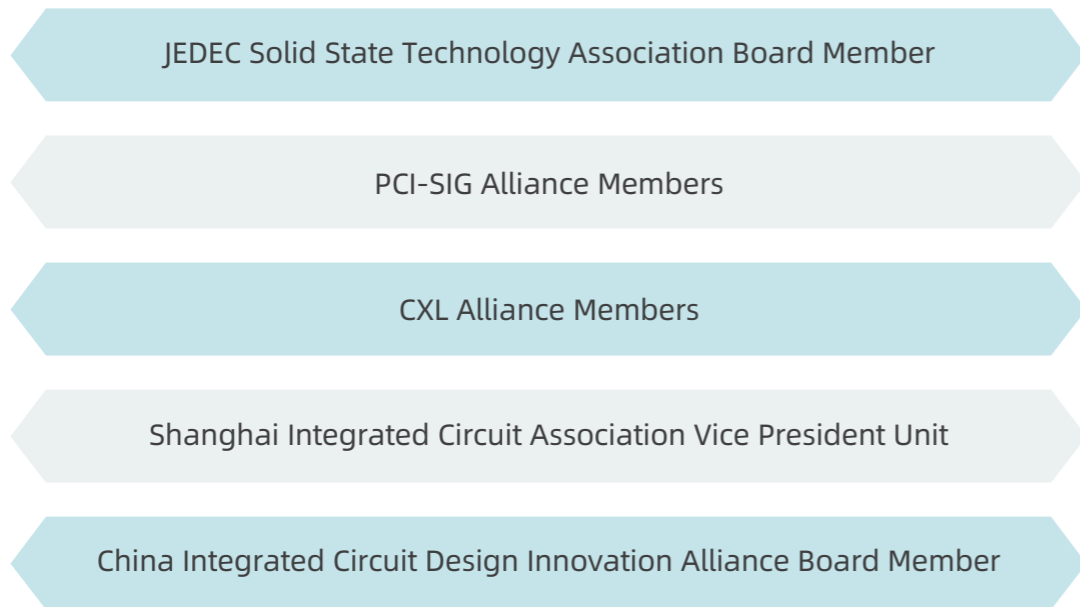 JEDEC Solid State Technology Association Board Member
PCI-SIG Alliance Members
CXL Alliance Members
Shanghai Integrated Circuit Association Vice President Unit
China Integrated Circuit Design Innovation Alliance Board Member